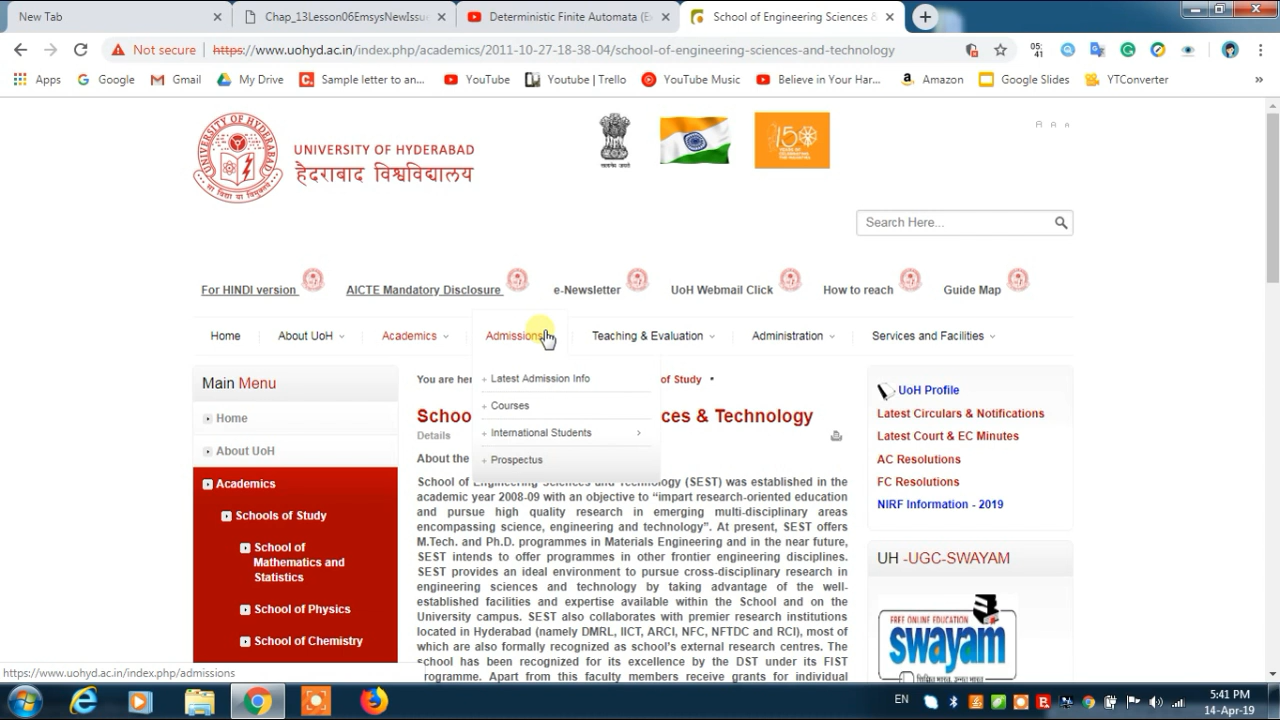 New Tab
Chap_13Lesson06EmsysNewIssue
Deterministic Finite Automata (E
School of Engineering Sciences &
Not secure
https://www.uohyd.ac.in/index.php/academics/2011-10-27-18-38-04/school-of-engineering-sciences-and-technology
05:
41
Apps
Google
Gmail
My Drive
Sample letter to an...
YouTube
Youtube | Trello
YouTube Music
Believe in Your Har...
Amazon
Google Slides
YTConverter
»
UNIVERSITY OF HYDERABAD
हैदराबाद विश्वविद्यालय
150
A A A
Search Here...
For HINDI version
AICTE Mandatory Disclosure
e-Newsletter
UoH Webmail Click
How to reach
Guide Map
Home
About UoH
Academics
Admissions
Teaching & Evaluation
Administration
Services and Facilities
Main Menu
Home
About UoH
Academics
Schools of Study
School of
Mathematics and
Statistics
School of Physics
School of Chemistry
You are her
of Study
Latest Admission Info
Courses
International Students
Prospectus
Schoo
ces & Technology
Details
About the
School of Engineering Sciences and Technology (SEST) was established in the
academic year 2008-09 with an objective to “impart research-oriented education
and pursue high quality research in emerging multi-disciplinary areas
encompassing science, engineering and technology”. At present, SEST offers
M.Tech. and Ph.D. programmes in Materials Engineering and in the near future,
SEST intends to offer programmes in other frontier engineering disciplines.
SEST provides an ideal environment to pursue cross-disciplinary research in
engineering sciences and technology by taking advantage of the well-
established facilities and expertise available within the School and on the
University campus. SEST also collaborates with premier research institutions
located in Hyderabad (namely DMRL, IICT, ARCI, NFC, NFTDC and RCI), most of
which are also formally recognized as school's external research centres. The
school has been recognized for its excellence by the DST under its FIST
rogramme. Apart from this faculty members receive grants for individual
UoH Profile
Latest Circulars & Notifications
Latest Court & EC Minutes
AC Resolutions
FC Resolutions
NIRF Information - 2019
UH -UGC-SWAYAM
FREE ONLINE EDUCATION
swayam
https://www.uohyd.ac.in/index.php/admissions
EN
5:41 PM
14-Apr-19